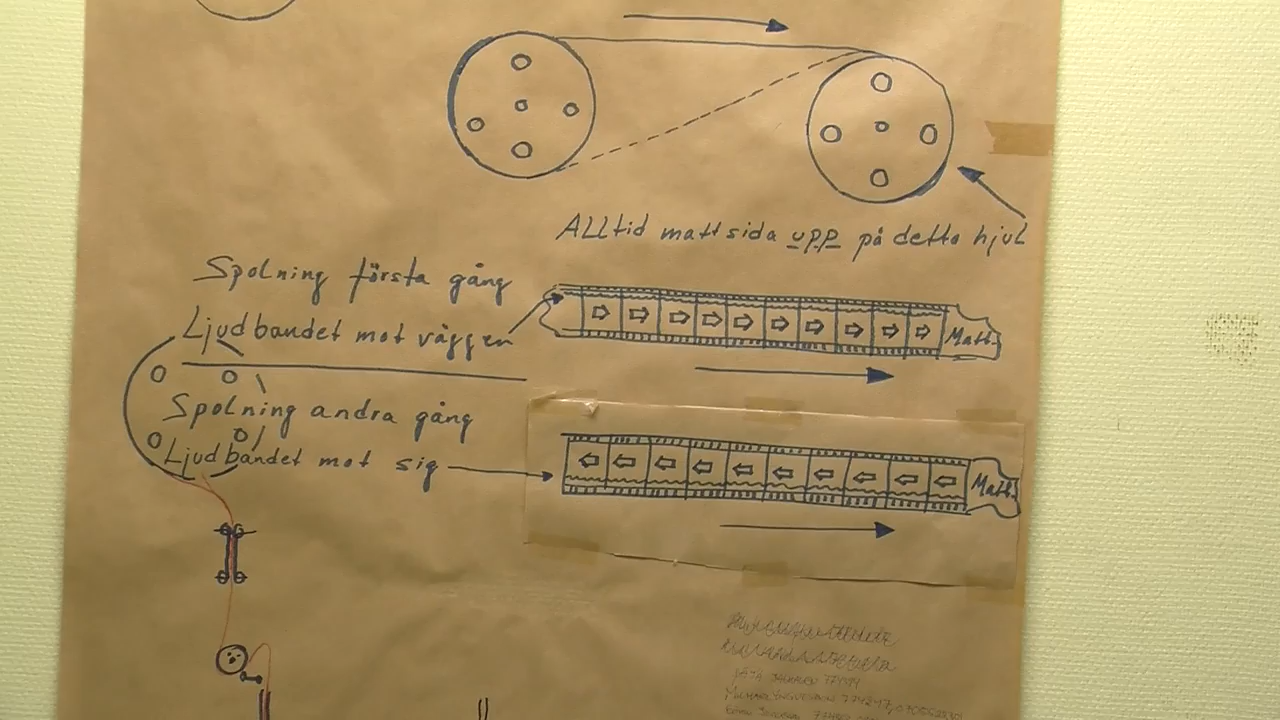 Alltid mattsida upp på detta hjul
Spolning första gång
Ljudbandet mot väggen
Matt.
Spolning andra gång
Ljudbandet mot sig
Matt.